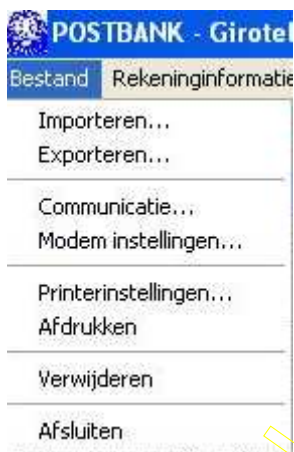 POSTBANK - Girotel
Bestand Rekeninginformatie
Importeren...
Exporteren...
Communicatie...
Modem instellingen...
Printerinstellingen...
Afdrukken
Verwijderen
Afsluiten